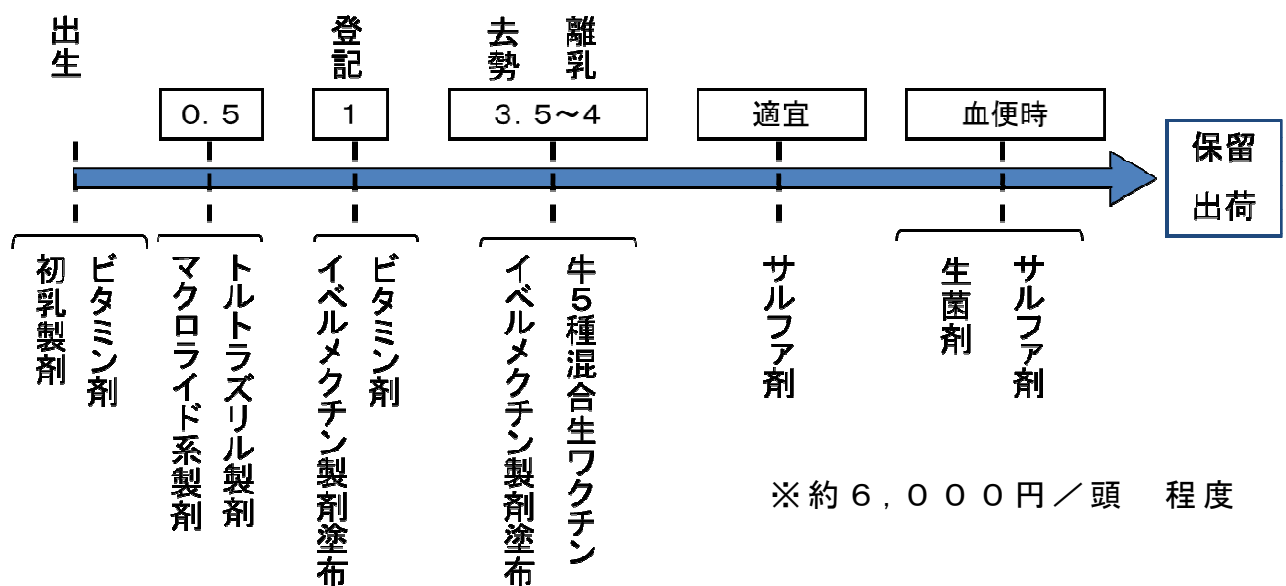 出生
登記
去勢
離乳
0.5
1
3.5～4
適宜
血便時
保留
出荷
初乳製剤
ビタミン剤
マクロライド系製剤
トルトラズリル製剤
イベルメクチン製剤塗布
ビタミン剤
イベルメクチン製剤塗布
牛5種混合生ワクチン
サルファ剤
生菌剤
サルファ剤
※約6,000円／頭　程度